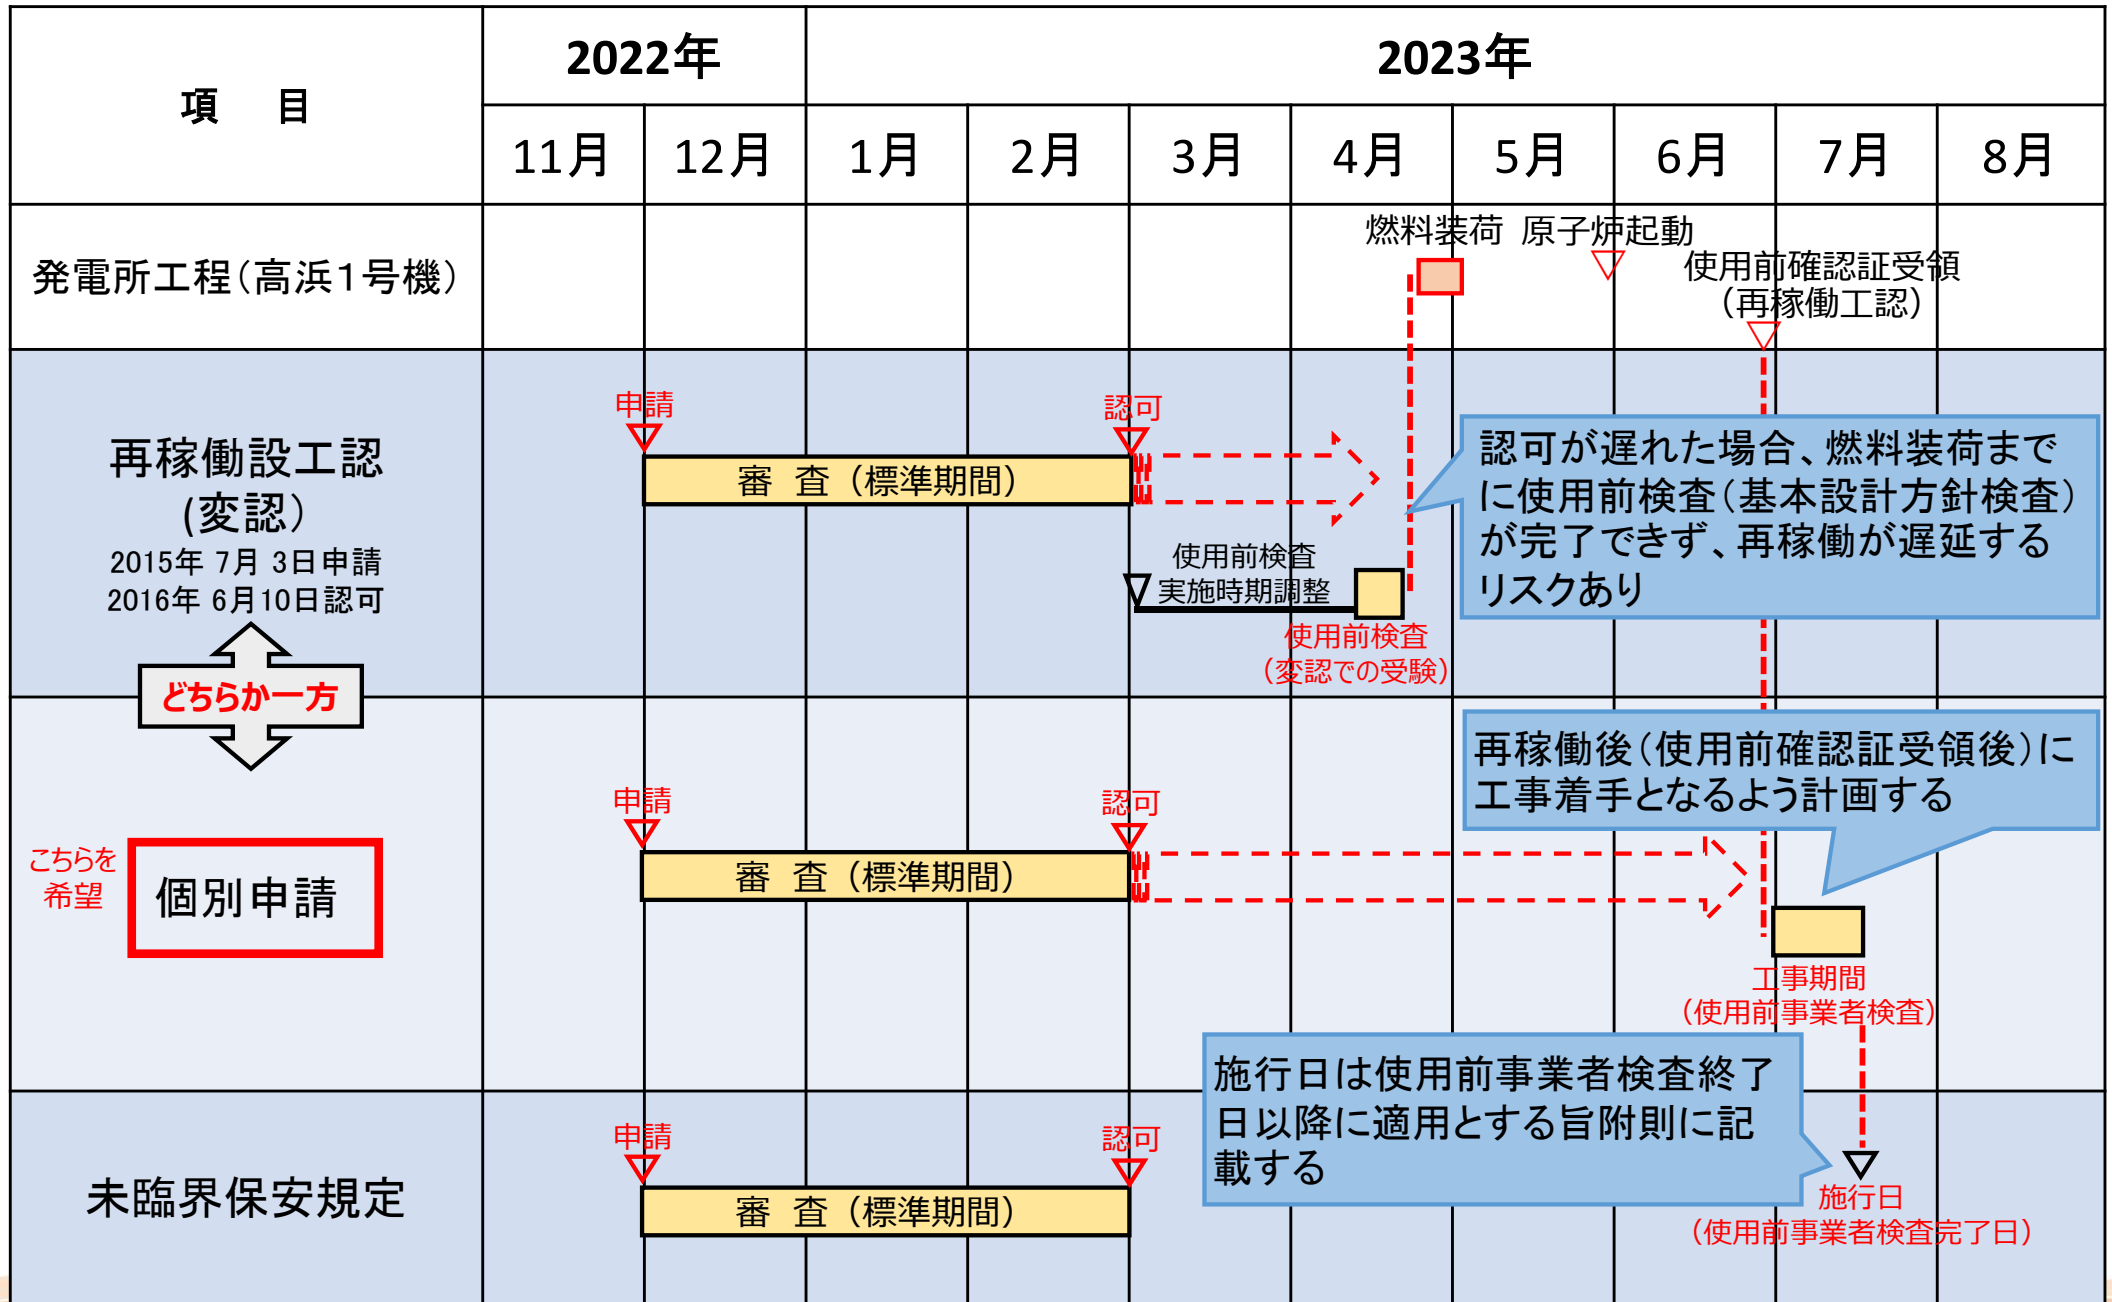 項 目
2022年
2023年
11月
12月
1月
2月
3月
4月
5月
6月
7月
8月
発電所工程(高浜1号機)
燃料装荷
原子炉起動
使用前確認証受領
(再稼働工認)
再稼働設工認
(変認)
2015年 7月 3日申請
2016年 6月10日認可
申請
認可
審 査 (標準期間)
使用前検査
実施時期調整
使用前検査
(変認での受験)
認可が遅れた場合、燃料装荷まで
に使用前検査(基本設計方針検査)
が完了できず、再稼働が遅延する
リスクあり
どちらか一方
こちらを
希望
個別申請
申請
認可
審 査 (標準期間)
再稼働後(使用前確認証受領後)に
工事着手となるよう計画する
工事期間
(使用前事業者検査)
未臨界保安規定
申請
認可
審 査 (標準期間)
施行日は使用前事業者検査終了
日以降に適用とする旨附則に記
載する
施行日
(使用前事業者検査完了日)